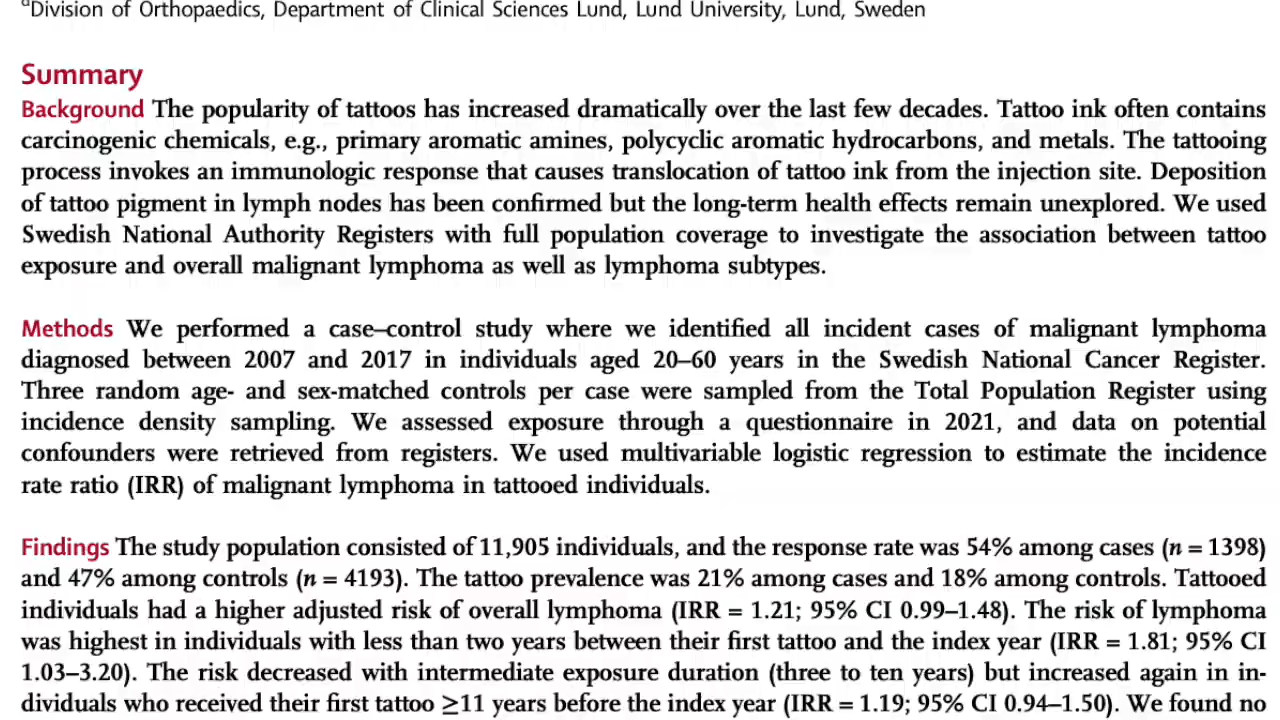 dDivision of Orthopaedics, Department of Clinical Sciences Lund, Lund University, Lund, Sweden
Summary
Background The popularity of tattoos has increased dramatically over the last few decades. Tattoo ink often contains
carcinogenic chemicals, e.g., primary aromatic amines, polycyclic aromatic hydrocarbons, and metals. The tattooing
process invokes an immunologic response that causes translocation of tattoo ink from the injection site. Deposition
of tattoo pigment in lymph nodes has been confirmed but the long-term health effects remain unexplored. We used
Swedish National Authority Registers with full population coverage to investigate the association between tattoo
exposure and overall malignant lymphoma as well as lymphoma subtypes.
Methods We performed a case–control study where we identified all incident cases of malignant lymphoma
diagnosed between 2007 and 2017 in individuals aged 20–60 years in the Swedish National Cancer Register.
Three random age- and sex-matched controls per case were sampled from the Total Population Register using
incidence density sampling. We assessed exposure through a questionnaire in 2021, and data on potential
confounders were retrieved from registers. We used multivariable logistic regression to estimate the incidence
rate ratio (IRR) of malignant lymphoma in tattooed individuals.
Findings The study population consisted of 11,905 individuals, and the response rate was 54% among cases (n = 1398)
and 47% among controls (n = 4193). The tattoo prevalence was 21% among cases and 18% among controls. Tattooed
individuals had a higher adjusted risk of overall lymphoma (IRR = 1.21; 95% CI 0.99–1.48). The risk of lymphoma
was highest in individuals with less than two years between their first tattoo and the index year (IRR = 1.81; 95% CI
1.03–3.20). The risk decreased with intermediate exposure duration (three to ten years) but increased again in in-
dividuals who received their first tattoo ≥11 years before the index year (IRR = 1.19; 95% CI 0.94–1.50). We found no